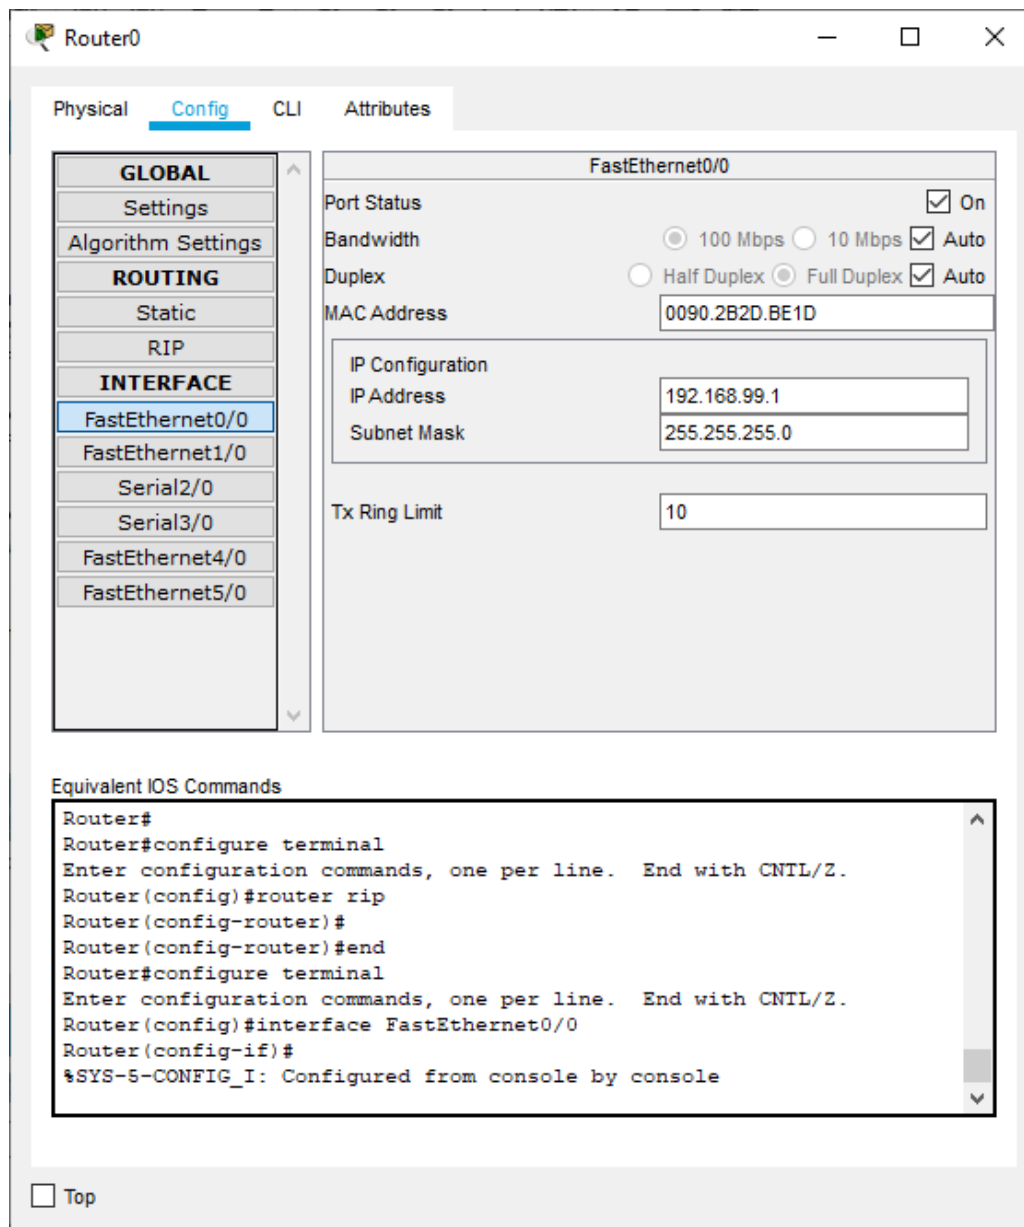 Router0
Physical Config CLI Attributes
GLOBAL
Settings
Algorithm Settings
ROUTING
Static
RIP
INTERFACE
FastEthernet0/0
FastEthernet1/0
Serial2/0
Serial3/0
FastEthernet4/0
FastEthernet5/0
FastEthernet0/0
Port Status On
Bandwidth 100 Mbps 10 Mbps Auto
Duplex Half Duplex Full Duplex Auto
MAC Address 0090.2B2D.BE1D
IP Configuration
IP Address 192.168.99.1
Subnet Mask 255.255.255.0
Tx Ring Limit 10
Equivalent IOS Commands
Router#
Router#configure terminal
Enter configuration commands, one per line. End with CNTL/Z.
Router(config)#router rip
Router(config-router)#
Router(config-router)#end
Router#configure terminal
Enter configuration commands, one per line. End with CNTL/Z.
Router(config)#interface FastEthernet0/0
Router(config-if)#
%SYS-5-CONFIG_I: Configured from console by console
Top